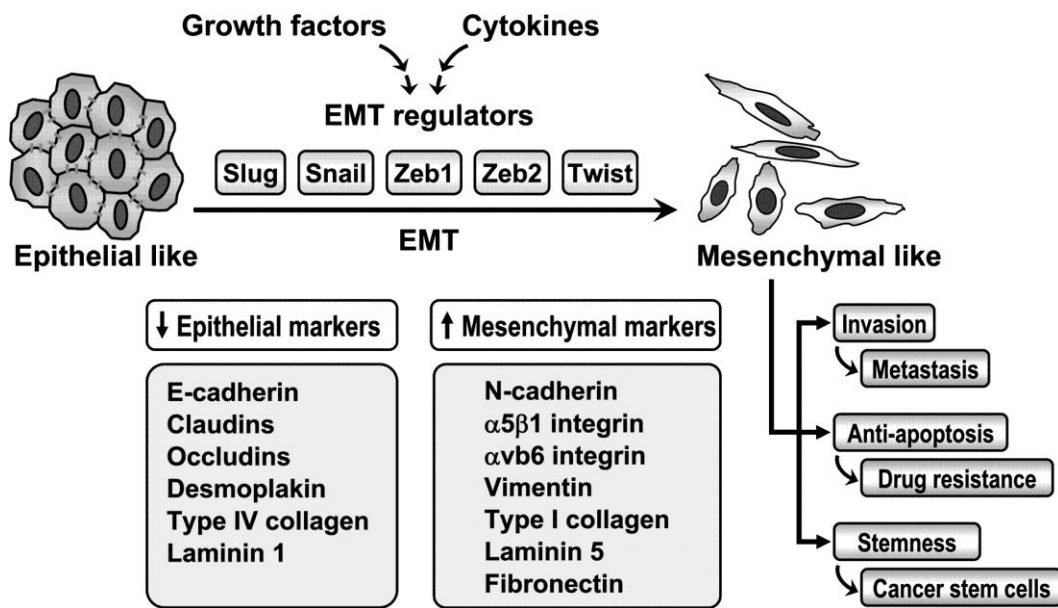 Growth factors
Cytokines
EMT regulators
Slug
Snail
Zeb1
Zeb2
Twist
EMT
Epithelial like
Mesenchymal like
↓ Epithelial markers
E-cadherin
Claudins
Occludins
Desmoplakin
Type IV collagen
Laminin 1
↑ Mesenchymal markers
N-cadherin
α5β1 integrin
αvb6 integrin
Vimentin
Type I collagen
Laminin 5
Fibronectin
Invasion
Metastasis
Anti-apoptosis
Drug resistance
Stemness
Cancer stem cells